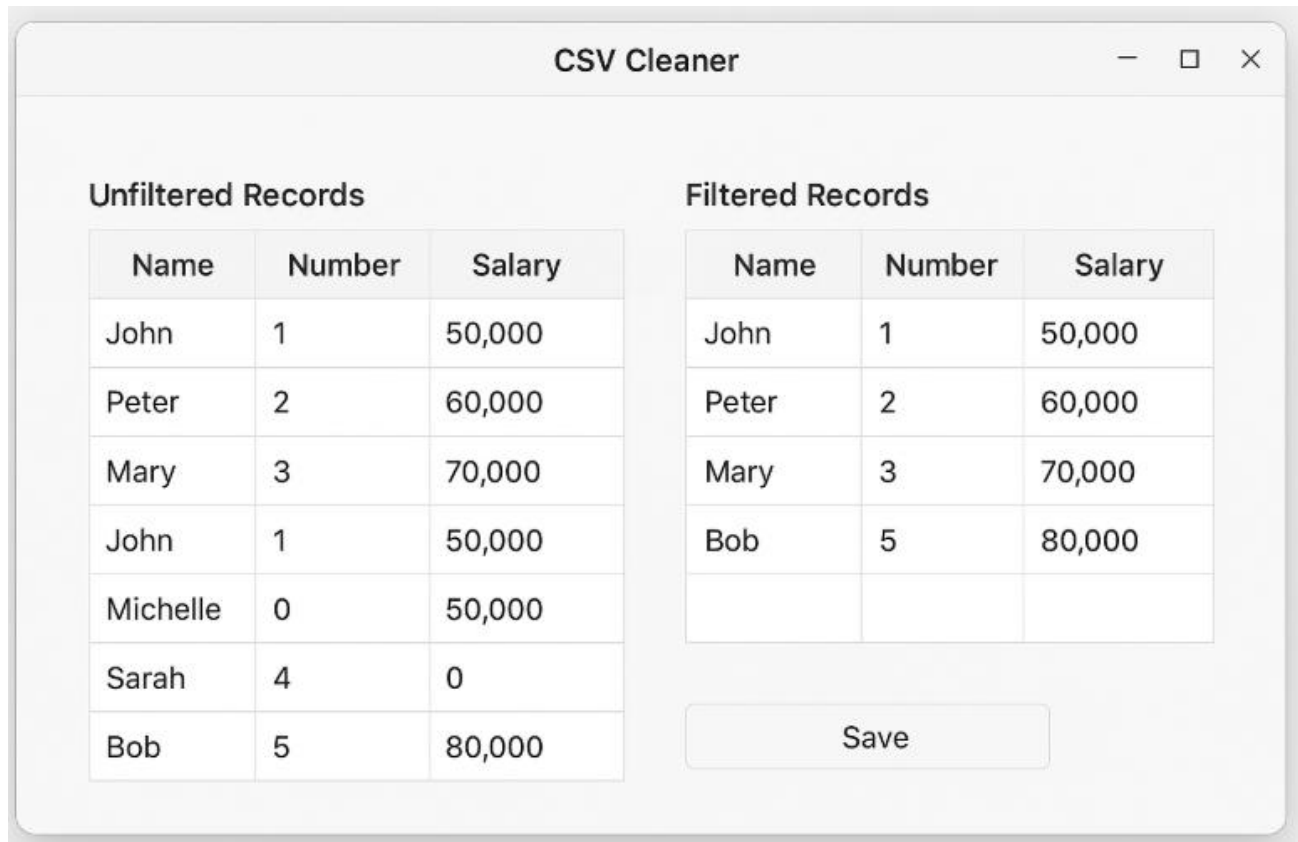 CSV Cleaner
Unfiltered Records
Name Number Salary
John 1 50,000
Peter 2 60,000
Mary 3 70,000
John 1 50,000
Michelle 0 50,000
Sarah 4 0
Bob 5 80,000
Filtered Records
Name Number Salary
John 1 50,000
Peter 2 60,000
Mary 3 70,000
Bob 5 80,000
Save